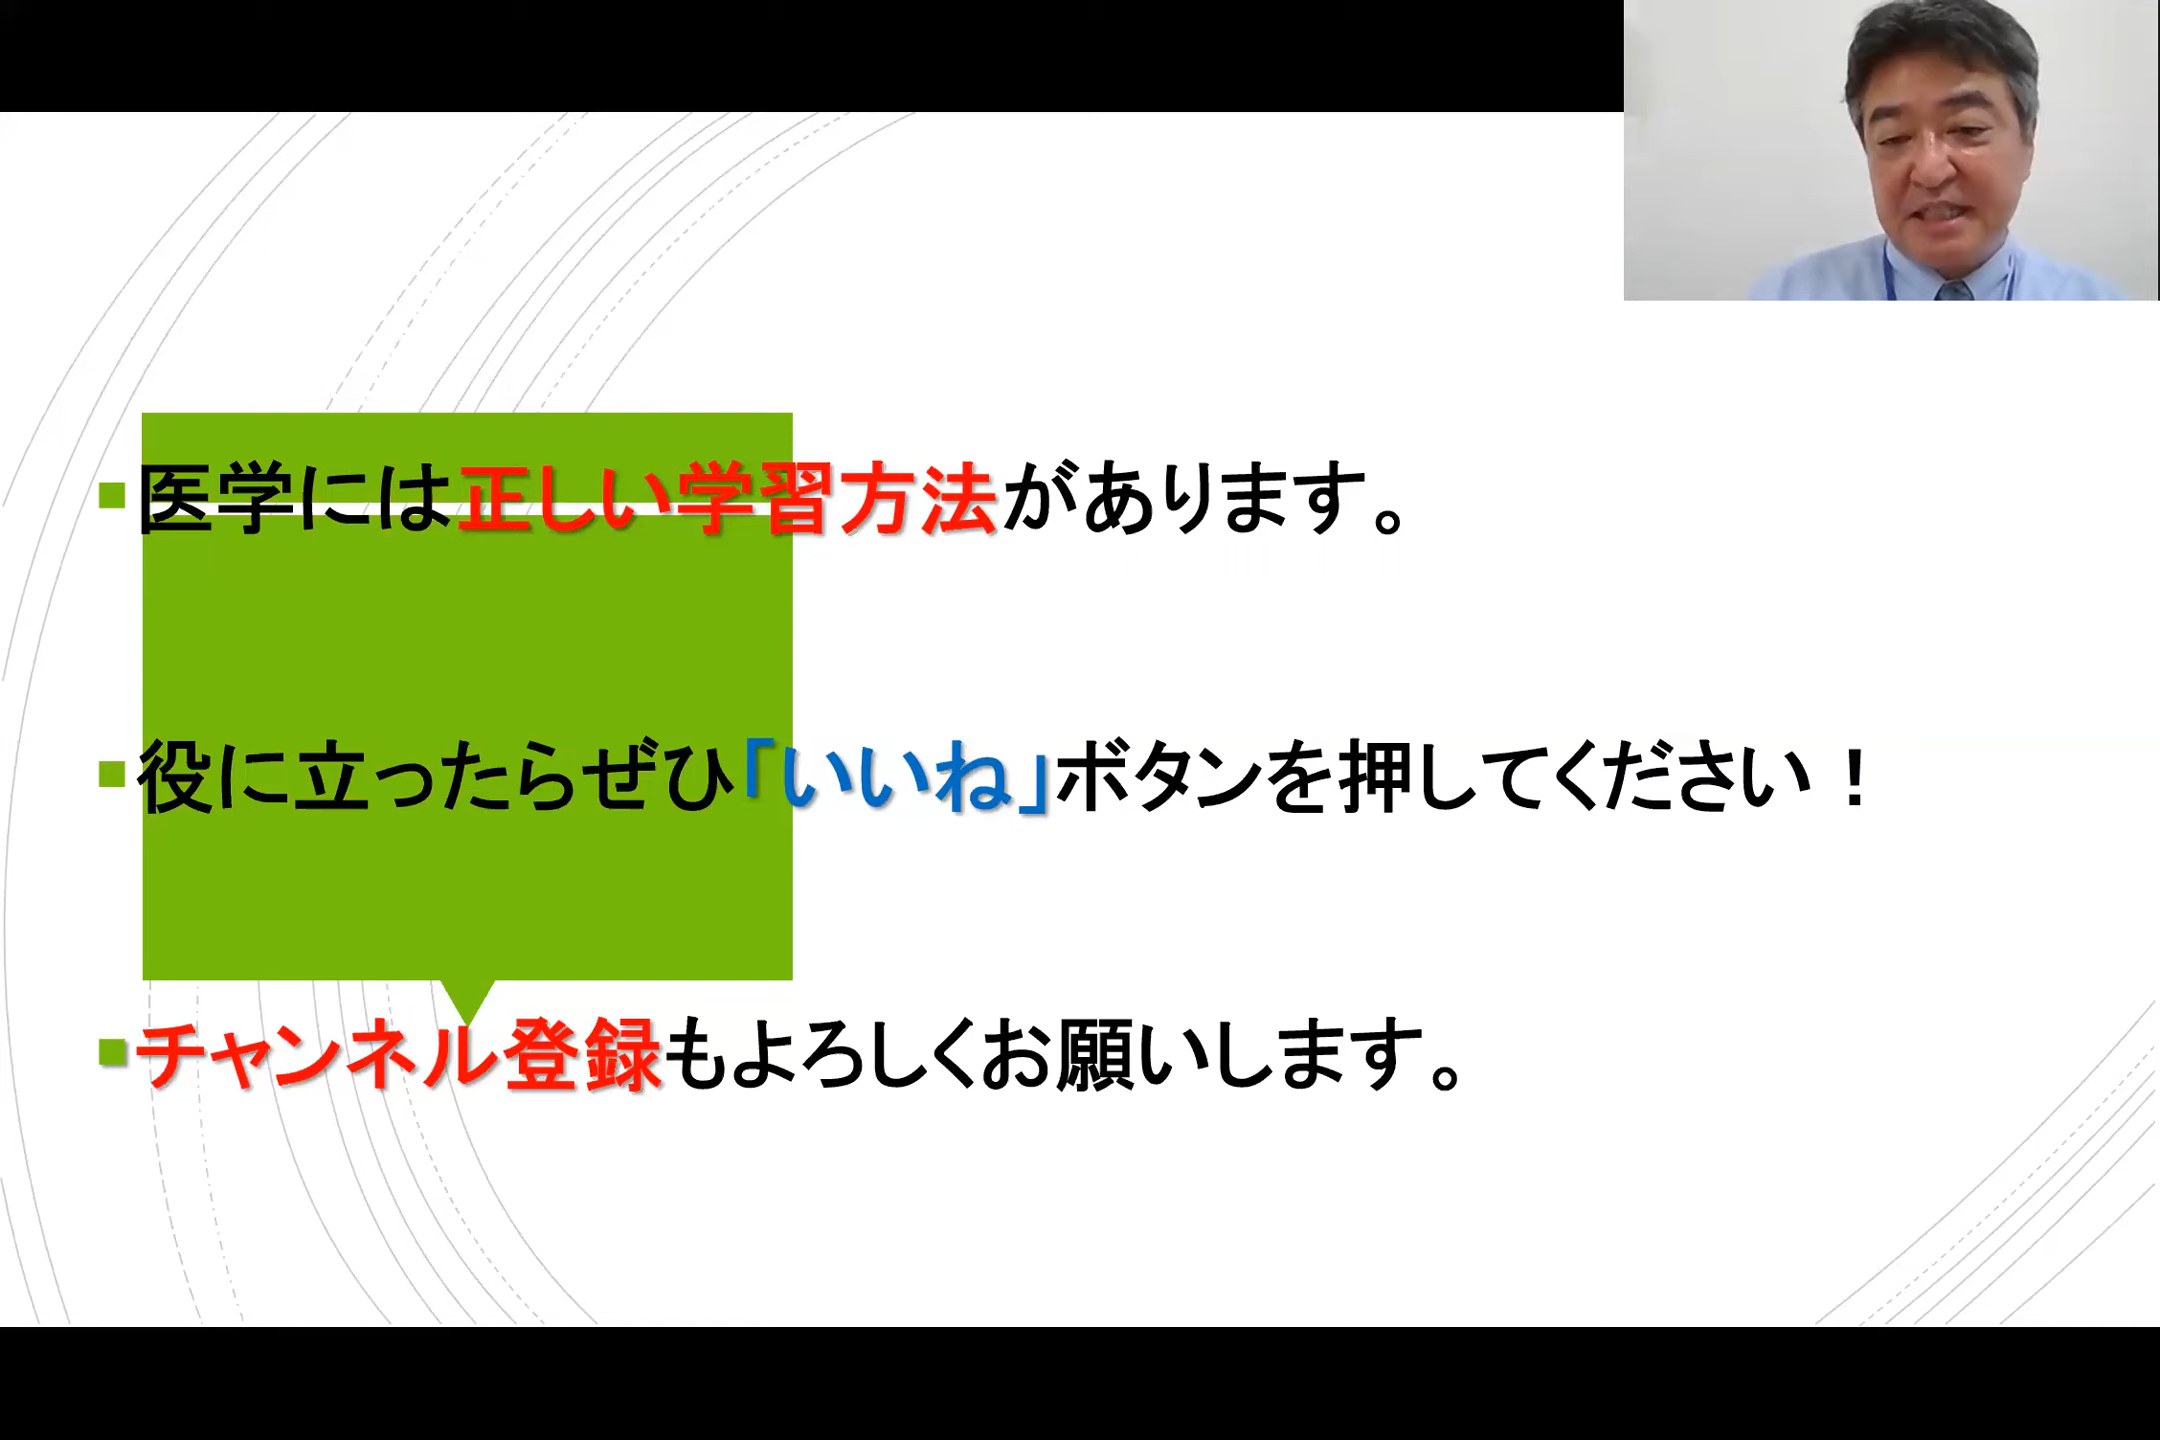 医学には正しい学習方法があります。
役に立ったらぜひ「いいね」ボタンを押してください！
チャンネル登録もよろしくお願いします。